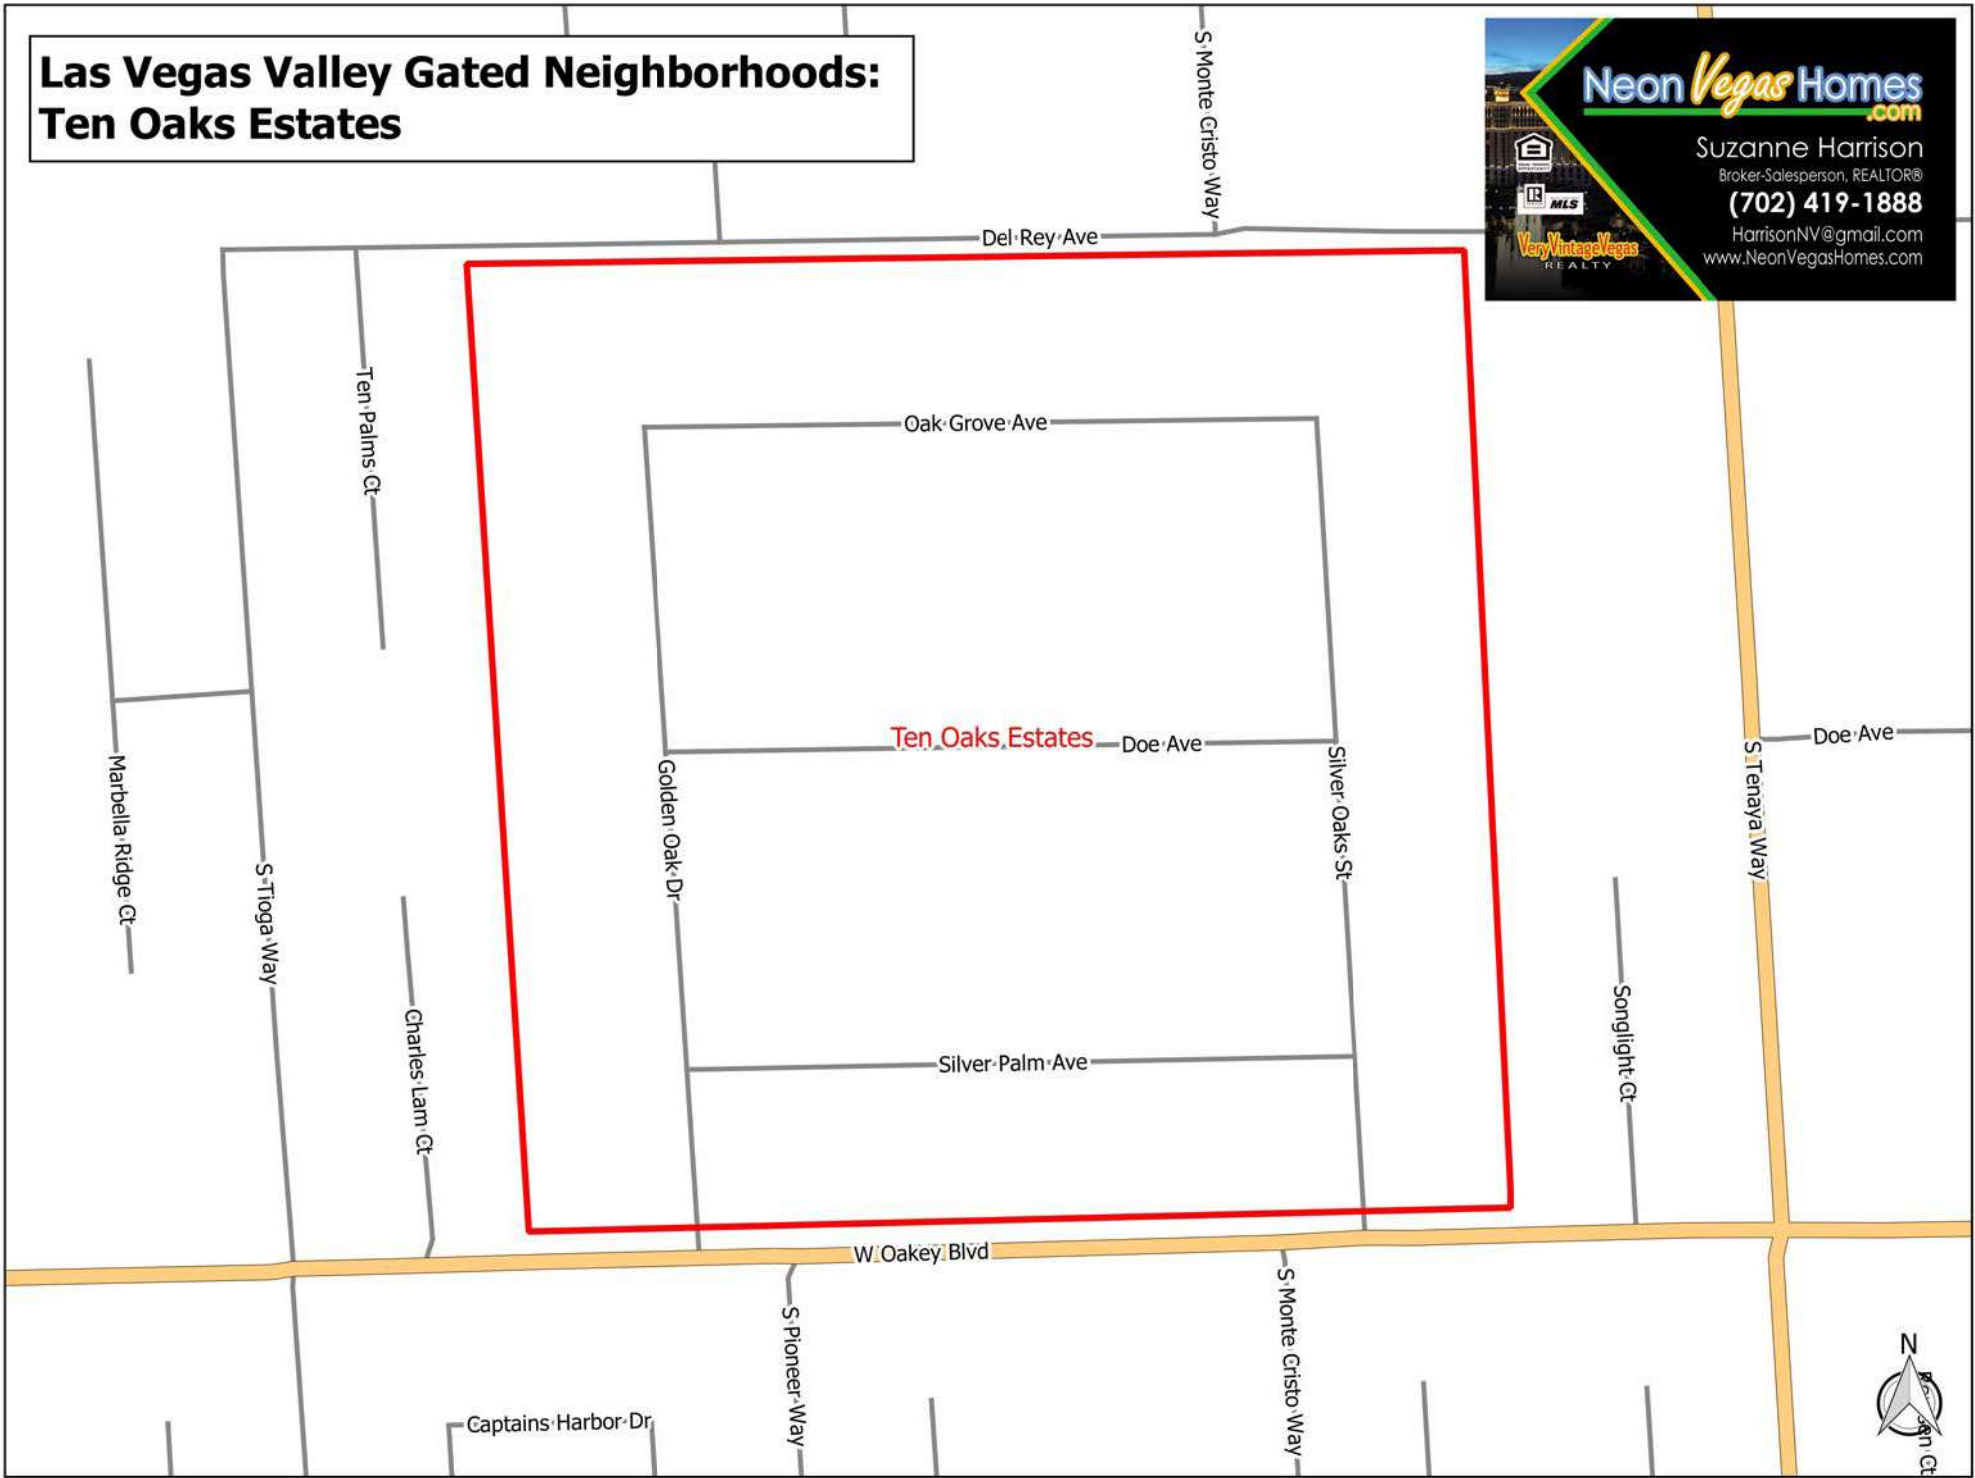 Las Vegas Valley Gated Neighborhoods:
Ten Oaks Estates
Neon Vegas Homes
.com
Suzanne Harrison
Broker-Salesperson, REALTOR®
(702) 419-1888
HarrisonNV@gmail.com
www.NeonVegasHomes.com
MLS
VeryVintageVegas
REALTY
S Monte Cristo Way
Del Rey Ave
Ten Palms Ct
Oak Grove Ave
Ten Oaks Estates
Doe Ave
Doe Ave
Marbella Ridge Ct
S Tioga Way
Golden Oak Dr
Silver Oaks St
S Tenaya Way
Charles Lam Ct
Silver Palm Ave
Songlight Ct
W Oakey Blvd
S Pioneer Way
S Monte Cristo Way
Captains Harbor Dr
N
Ct